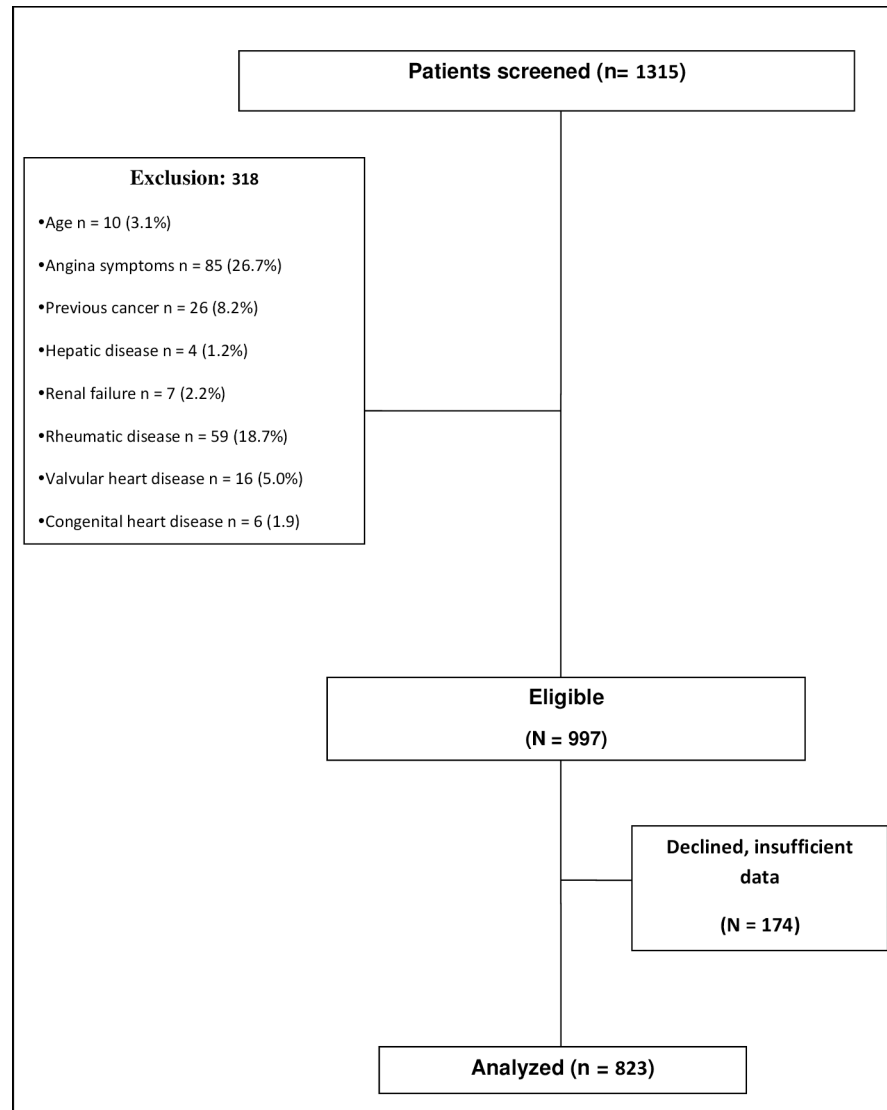 Patients screened (n= 1315)
Exclusion: 318
•Age n = 10 (3.1%)
•Angina symptoms n = 85 (26.7%)
•Previous cancer n = 26 (8.2%)
•Hepatic disease n = 4 (1.2%)
•Renal failure n = 7 (2.2%)
•Rheumatic disease n = 59 (18.7%)
•Valvular heart disease n = 16 (5.0%)
•Congenital heart disease n = 6 (1.9)
Eligible
(N = 997)
Declined, insufficient
data
(N = 174)
Analyzed (n = 823)